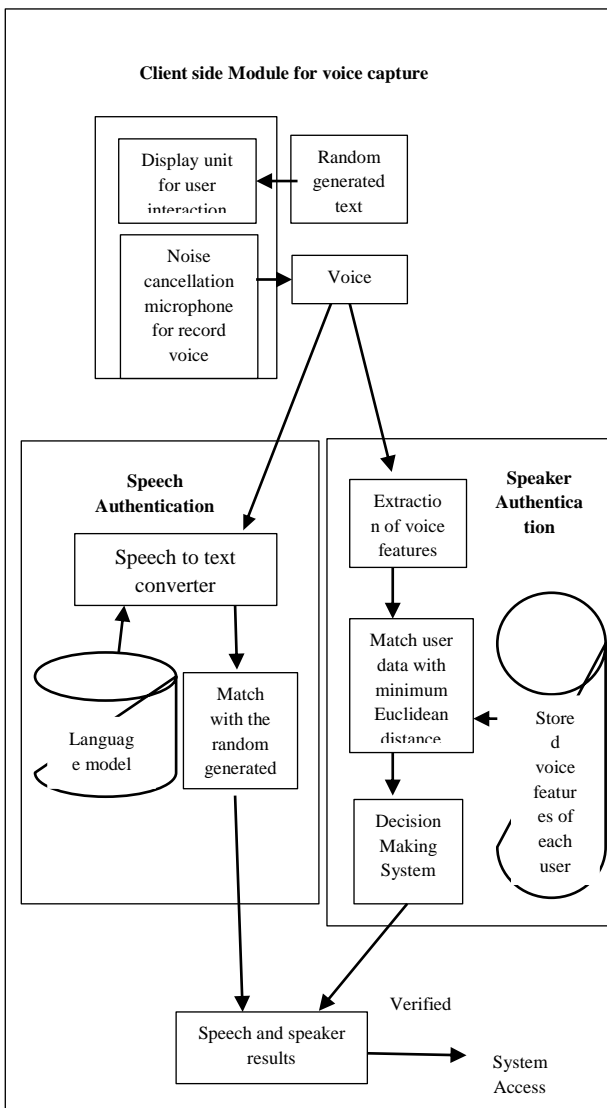 Client side Module for voice capture
Display unit
for user
interaction
Random
generated
text
Noise
cancellation
microphone
for record
voice
Voice
Speech
Authentication
Speech to text
converter
Languag
e model
Match
with the
random
generated
Speaker
Authentica
tion
Extractio
n of voice
features
Match user
data with
minimum
Euclidean
distance
Store
d
voice
featur
es of
each
user
Decision
Making
System
Speech and speaker
results
Verified
System
Access